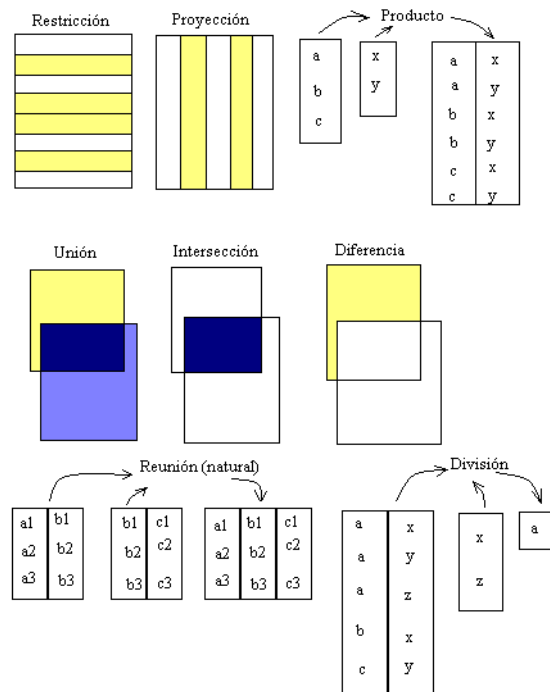 Restricción
Proyección
Producto
a
b
c
x
y
a x
a y
b x
b y
c x
c y
Unión
Intersección
Diferencia
Reunión (natural)
a1 b1
a2 b2
a3 b3
b1 c1
b2 c2
b3 c3
a1 b1 c1
a2 b2 c2
a3 b3 c3
División
a x
a y
a z
b x
c y
x
z
a